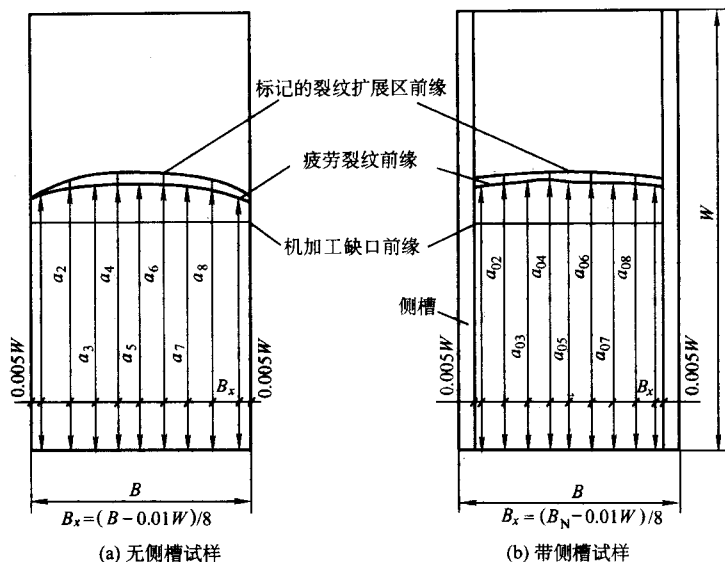 标记的裂纹扩展区前缘
疲劳裂纹前缘
机加工缺口前缘
侧槽
W
a2
a4
a6
a8
a3
a5
a7
Bx
0.005W
0.005W
a02
a04
a06
a08
a03
a05
a07
Bx
0.005W
0.005W
B
Bx=(B−0.01W)/8
(a) 无侧槽试样
B
Bx=(BN−0.01W)/8
(b) 带侧槽试样